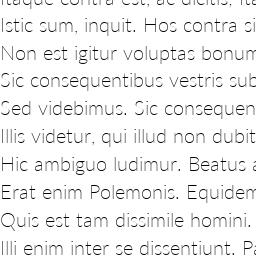 Itaque contra est, ac dicitis; ita
Istic sum, inquit. Hos contra si
Non est igitur voluptas bonum
Sic consequentibus vestris sub
Sed videbimus. Sic consequen
Illis videtur, qui illud non dubit
Hic ambiguo ludimur. Beatus a
Erat enim Polemonis. Equidem
Quis est tam dissimile homini.
Illi enim inter se dissentiunt. Pa